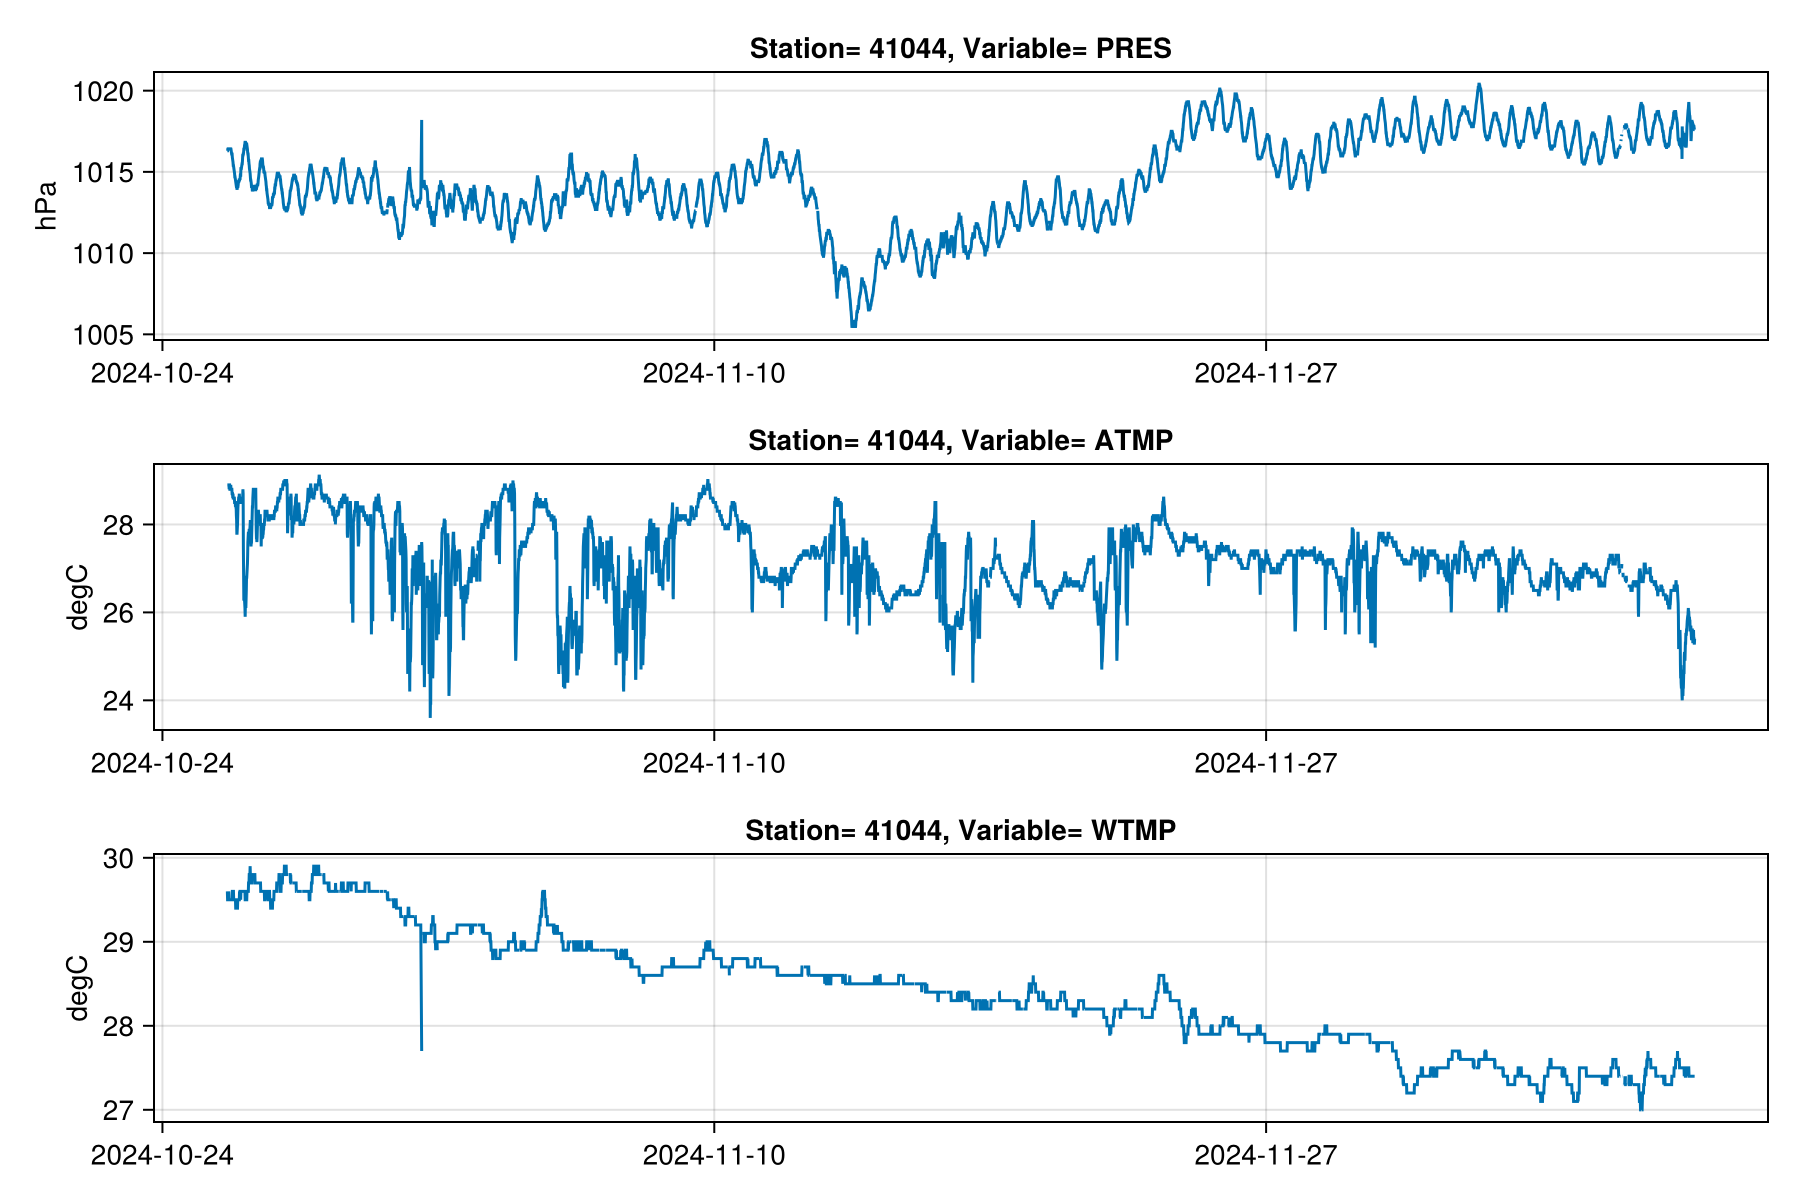 Station= 41044, Variable= PRES
1020
1015
1010
1005
hPa
2024-10-24 2024-11-10 2024-11-27
Station= 41044, Variable= ATMP
28
26
24
degC
2024-10-24 2024-11-10 2024-11-27
Station= 41044, Variable= WTMP
30
29
28
27
degC
2024-10-24 2024-11-10 2024-11-27